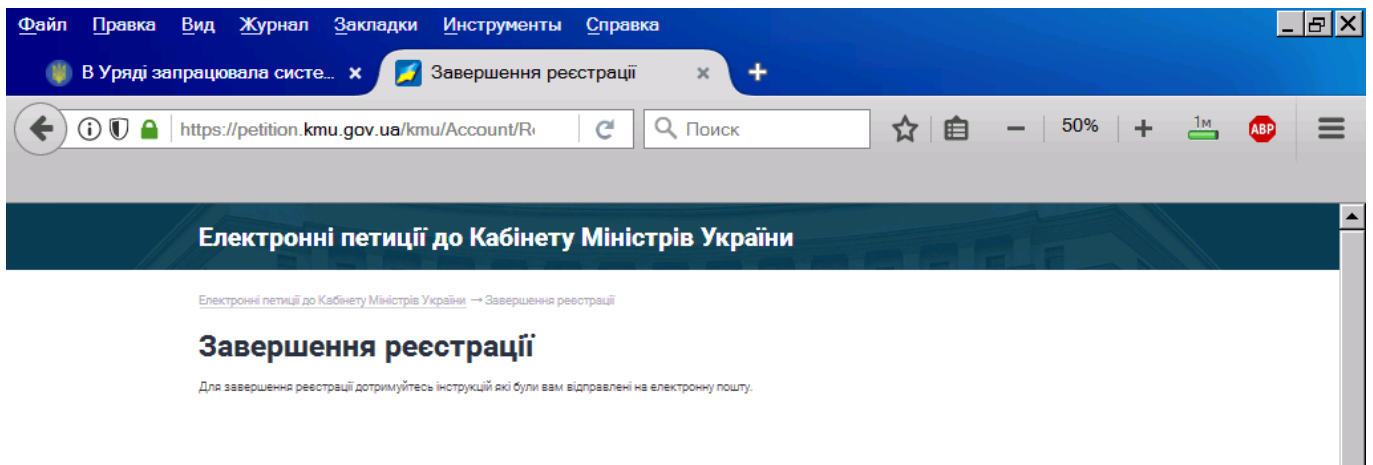 Файл Правка Вид Журнал Закладки Инструменты Справка
В Уряді запрацювала систе... Завершення реєстрації
https://petition.kmu.gov.ua/kmu/Account/Re Поиск 50% 1м ABP
Електронні петиції до Кабінету Міністрів України
Електронні петиції до Кабінету Міністрів України → Завершення реєстрації
Завершення реєстрації
Для завершення реєстрації дотримуйтесь інструкцій які були вам відправлені на електронну пошту.